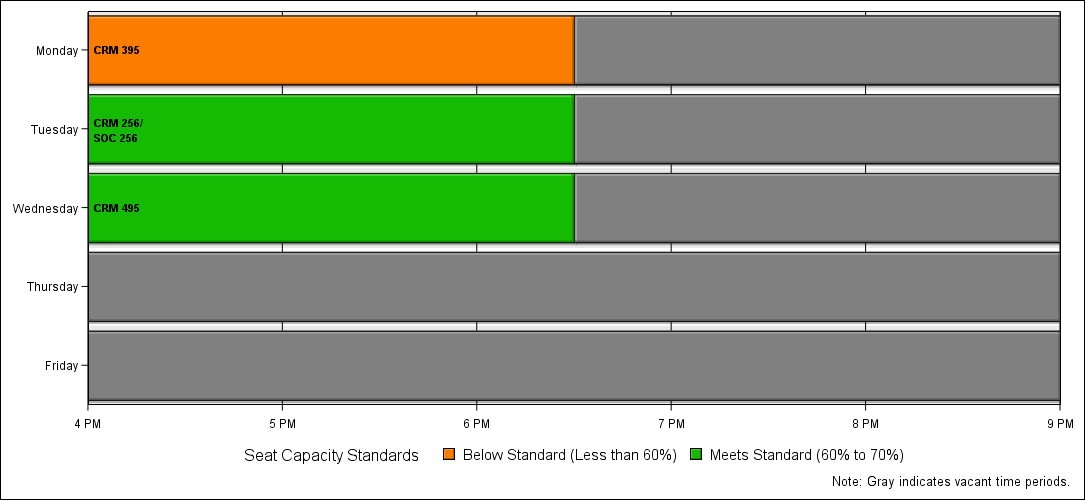 Monday
CRM 395
Tuesday
CRM 256/
SOC 256
Wednesday
CRM 495
Thursday
Friday
4 PM 5 PM 6 PM 7 PM 8 PM 9 PM
Seat Capacity Standards Below Standard (Less than 60%) Meets Standard (60% to 70%)
Note: Gray indicates vacant time periods.